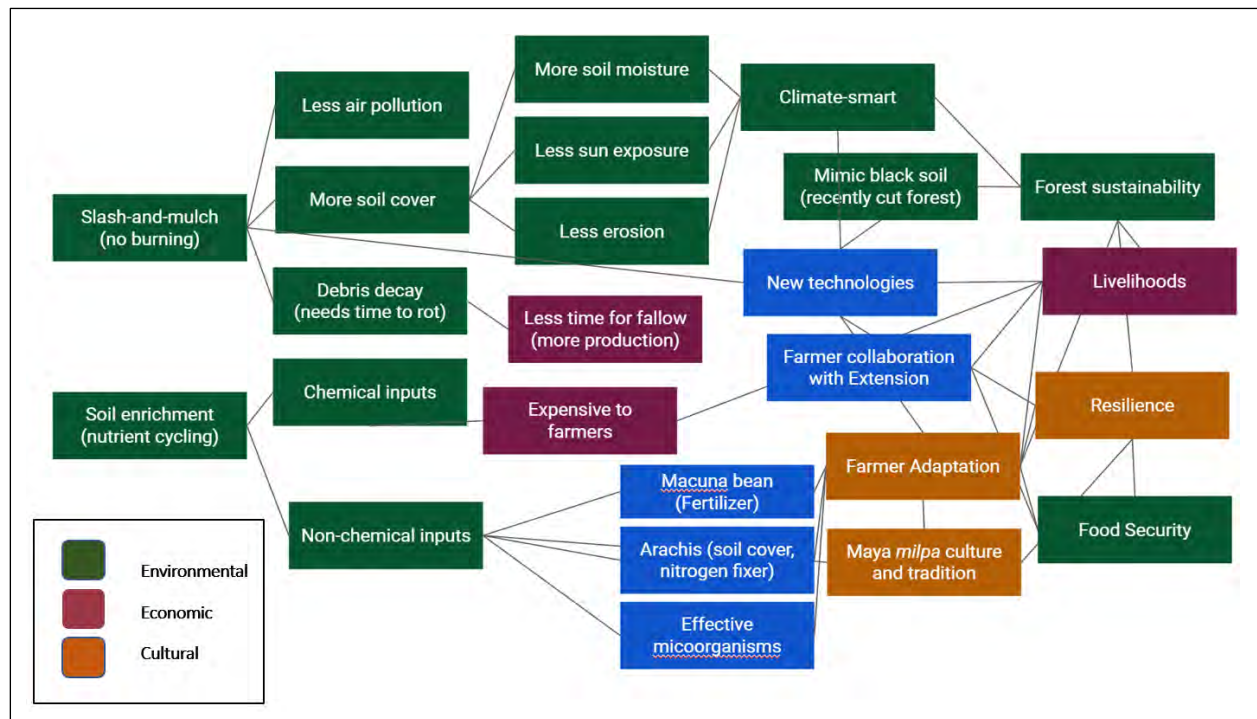 More soil moisture
Climate-smart
Less air pollution
Less sun exposure
Mimic black soil
(recently cut forest)
Forest sustainability
Slash-and-mulch
(no burning)
More soil cover
Less erosion
New technologies
Livelihoods
Debris decay
(needs time to rot)
Less time for fallow
(more production)
Farmer collaboration
with Extension
Chemical inputs
Soil enrichment
(nutrient cycling)
Expensive to
farmers
Resilience
Farmer Adaptation
Macuna bean
(Fertilizer)
Non-chemical inputs
Arachis (soil cover,
nitrogen fixer)
Maya milpa culture
and tradition
Food Security
Effective
micoorganisms
Environmental
Economic
Cultural